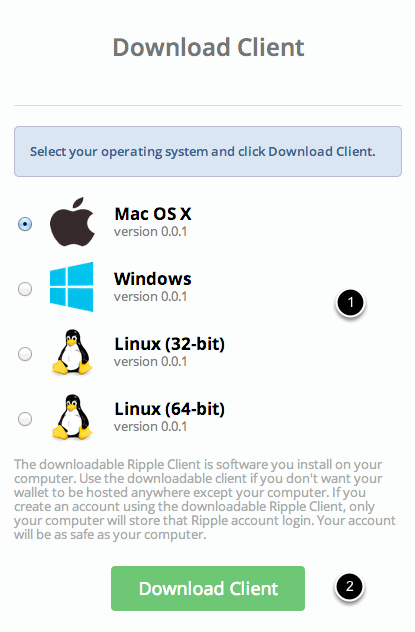 Download Client
Select your operating system and click Download Client.
Mac OS X
version 0.0.1
Windows
version 0.0.1
1
Linux (32-bit)
version 0.0.1
Linux (64-bit)
version 0.0.1
The downloadable Ripple Client is software you install on your
computer. Use the downloadable client if you don't want your
wallet to be hosted anywhere except your computer. If you
create an account using the downloadable Ripple Client, only
your computer will store that Ripple account login. Your account
will be as safe as your computer.
Download Client
2